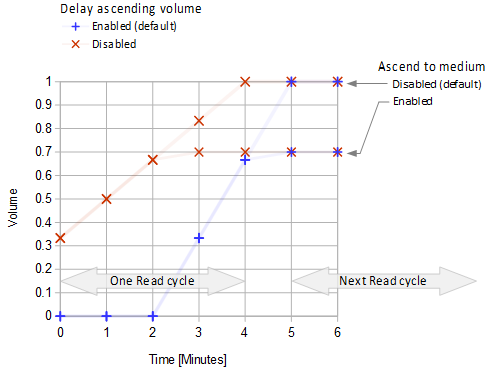 Delay ascending volume
Enabled (default)
Disabled
Ascend to medium
Disabled (default)
Enabled
1
0.9
0.8
0.7
0.6
0.5
0.4
0.3
0.2
0.1
0
Volume
One Read cycle
Next Read cycle
0 1 2 3 4 5 6
Time [Minutes]